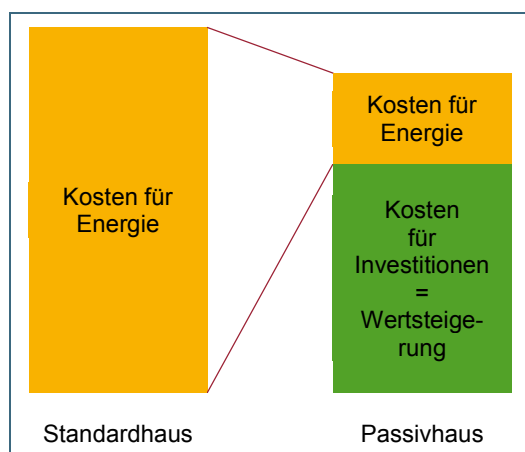 Kosten für
Energie
Kosten für
Energie
Kosten
für
Investitionen
=
Wertsteige-
rung
Standardhaus
Passivhaus